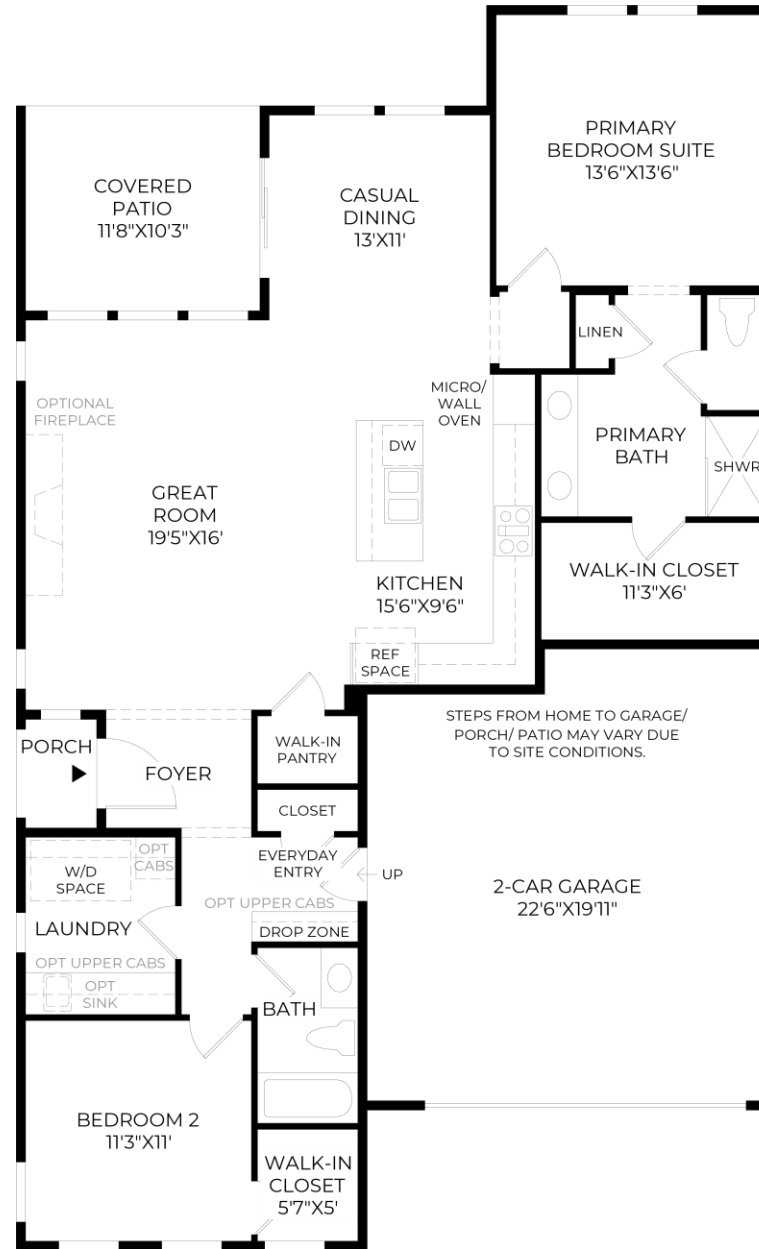 PRIMARY
BEDROOM SUITE
13'6"X13'6"
COVERED
PATIO
11'8"X10'3"
CASUAL
DINING
13'X11'
LINEN
MICRO/
WALL
OVEN
OPTIONAL
FIREPLACE
DW
PRIMARY
BATH
SHWR
GREAT
ROOM
19'5"X16'
KITCHEN
15'6"X9'6"
WALK-IN CLOSET
11'3"X6'
REF
SPACE
STEPS FROM HOME TO GARAGE/
PORCH/ PATIO MAY VARY DUE
TO SITE CONDITIONS.
PORCH
FOYER
WALK-IN
PANTRY
CLOSET
OPT
CABS
W/D
SPACE
EVERYDAY
ENTRY
UP
2-CAR GARAGE
22'6"X19'11"
OPT UPPER CABS
DROP ZONE
LAUNDRY
OPT UPPER CABS
OPT
SINK
BATH
BEDROOM 2
11'3"X11'
WALK-IN
CLOSET
5'7"X5'